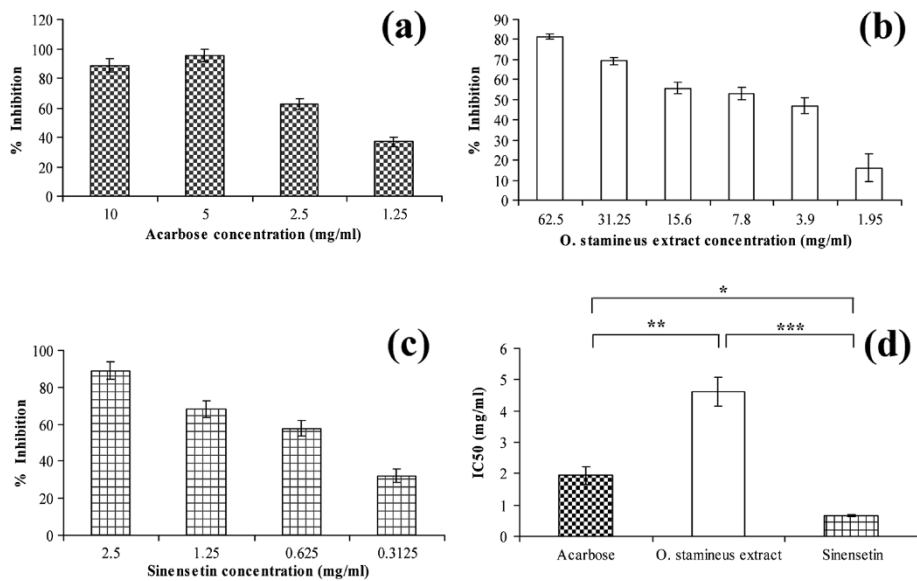 (a)
120
100
80
60
40
20
0
% Inhibition
10 5 2.5 1.25
Acarbose concentration (mg/ml)
(b)
90
80
70
60
50
40
30
20
10
0
% Inhibition
62.5 31.25 15.6 7.8 3.9 1.95
O. stamineus extract concentration (mg/ml)
(c)
100
80
60
40
20
0
% Inhibition
2.5 1.25 0.625 0.3125
Sinensetin concentration (mg/ml)
*
** ***
(d)
6
5
4
3
2
1
0
IC50 (mg/ml)
Acarbose O. stamineus extract Sinensetin